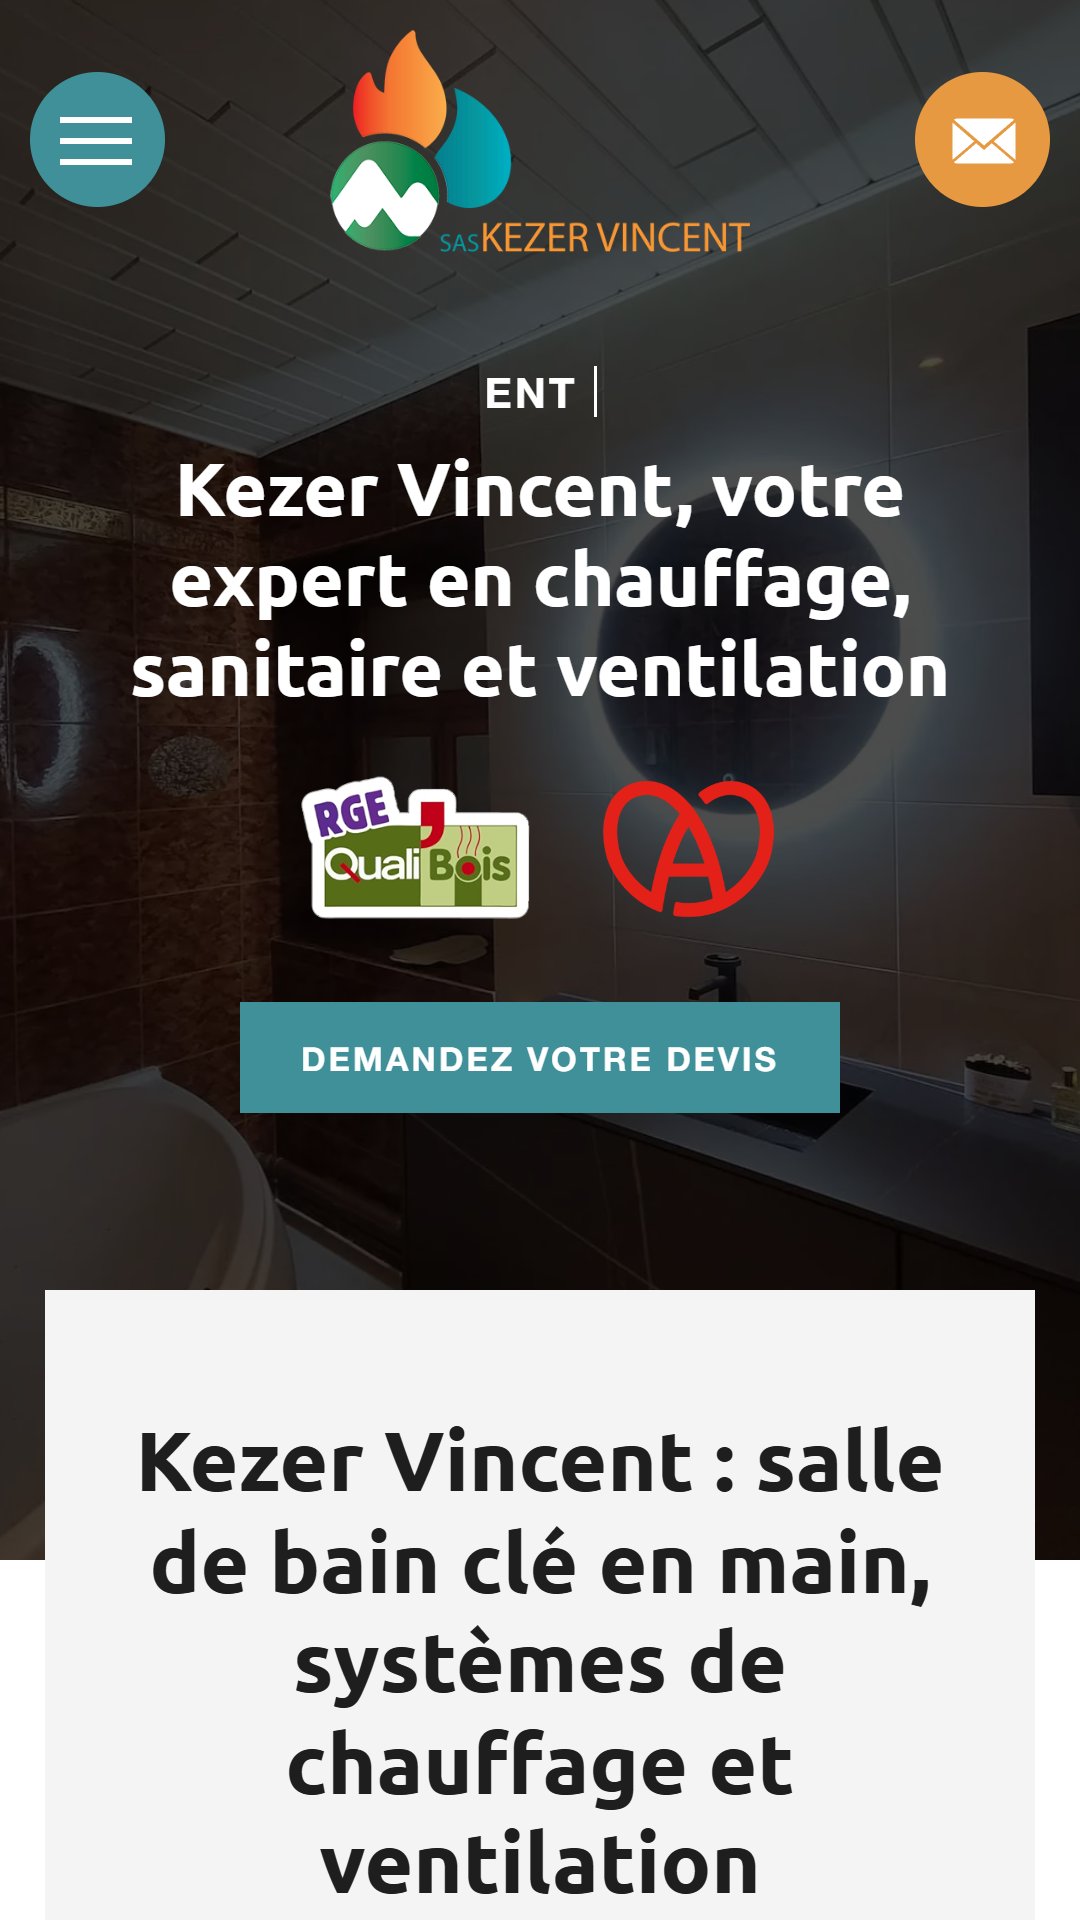 SAS KEZER VINCENT
ENT
Kezer Vincent, votre
expert en chauffage,
sanitaire et ventilation
RGE
Quali'Bois
A
DEMANDEZ VOTRE DEVIS
Kezer Vincent : salle
de bain clé en main,
systèmes de
chauffage et
ventilation